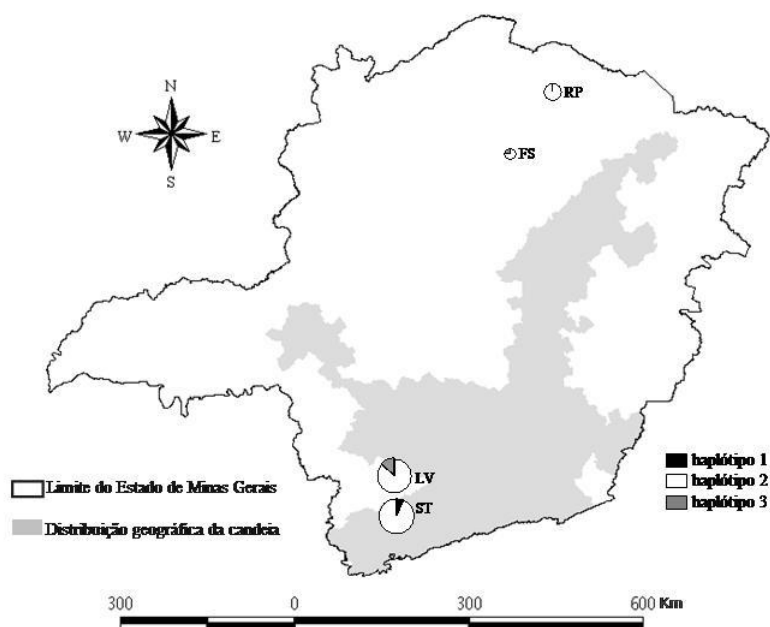 N
W E
S
RP
FS
LV
ST
Limite do Estado de Minas Gerais
Distribuição geográfica da candeia
haplótipo 1
haplótipo 2
haplótipo 3
300 0 300 600 Km